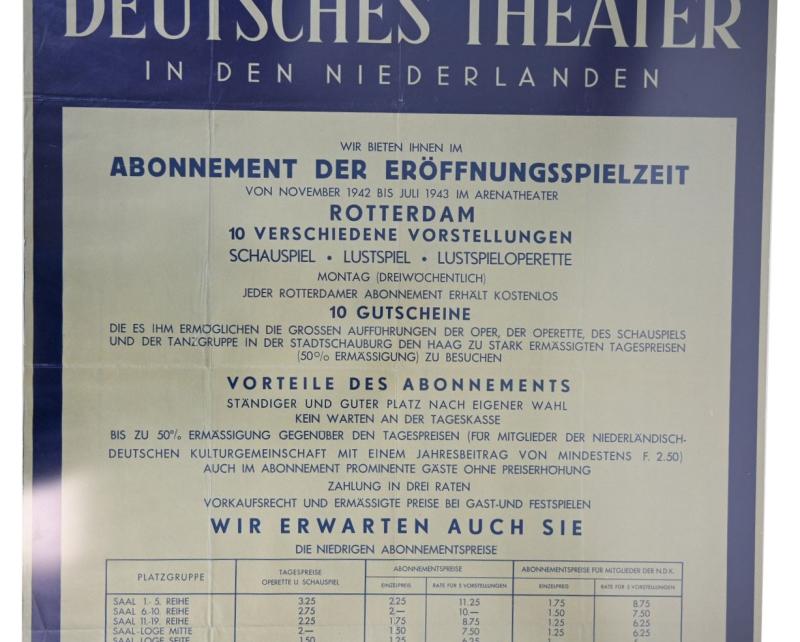 DEUTSCHES THEATER
IN DEN NIEDERLANDEN
WIR BIETEN IHNEN IM
ABONNEMENT DER ERÖFFNUNGSSPIELZEIT
VON NOVEMBER 1942 BIS JULI 1943 IM ARENATHEATER
ROTTERDAM
10 VERSCHIEDENE VORSTELLUNGEN
SCHAUSPIEL • LUSTSPIEL • LUSTSPIELOPERETTE
MONTAG (DREIWÖCHENTLICH)
JEDER ROTTERDAMER ABONNEMENT ERHÄLT KOSTENLOS
10 GUTSCHEINE
DIE ES IHM ERMÖGLICHEN DIE GROSSEN AUFFÜHRUNGEN DER OPER, DER OPERETTE, DES SCHAUSPIELS
UND DER TANZGRUPPE IN DER STADTSCHAUBURG DEN HAAG ZU STARK ERMÄSSIGTEN TAGESPREISEN
(50% ERMÄSSIGUNG) ZU BESUCHEN
VORTEILE DES ABONNEMENTS
STÄNDIGER UND GUTER PLATZ NACH EIGENER WAHL
KEIN WARTEN AN DER TAGESKASSE
BIS ZU 50% ERMÄSSIGUNG GEGENÜBER DEN TAGESPREISEN (FÜR MITGLIEDER DER NIEDERLÄNDISCH-
DEUTSCHEN KULTURGEMEINSCHAFT MIT EINEM JAHRESBEITRAG VON MINDESTENS F. 2.50)
AUCH IM ABONNEMENT PROMINENTE GÄSTE OHNE PREISERHÖHUNG
ZAHLUNG IN DREI RATEN
VORKAUFSRECHT UND ERMÄSSIGTE PREISE BEI GAST-UND FESTSPIELEN
WIR ERWARTEN AUCH SIE
DIE NIEDRIGEN ABONNEMENTSPREISE
PLATZGRUPPE TAGESPREISE OPERETTE U. SCHAUSPIEL ABONNEMENTSPREISE ABONNEMENTSPREISE FÜR MITGLIEDER DER N.D.K.
EINZELPREIS RATE FÜR 5 VORSTELLUNGEN EINZELPREIS RATE FÜR 5 VORSTELLUNGEN
SAAL 1.- 5. REIHE 3.25 2.25 11.25 1.75 8.75
SAAL 6.-10. REIHE 2.75 2.— 10.— 1.50 7.50
SAAL 11.-19. REIHE 2.25 1.75 8.75 1.25 6.25
SAAL-LOGE MITTE 2.— 1.50 7.50 1.25 6.25
SAAL-LOGE SEITE 1.50 1.25 6.25